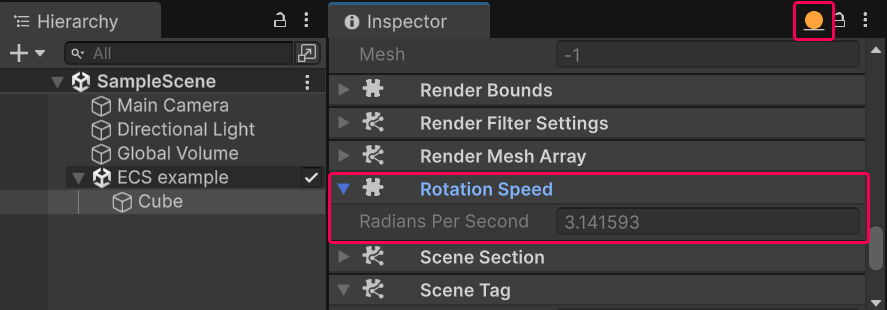 Hierarchy
All
SampleScene
Main Camera
Directional Light
Global Volume
ECS example
Cube
Inspector
Mesh -1
Render Bounds
Render Filter Settings
Render Mesh Array
Rotation Speed
Radians Per Second 3.141593
Scene Section
Scene Tag